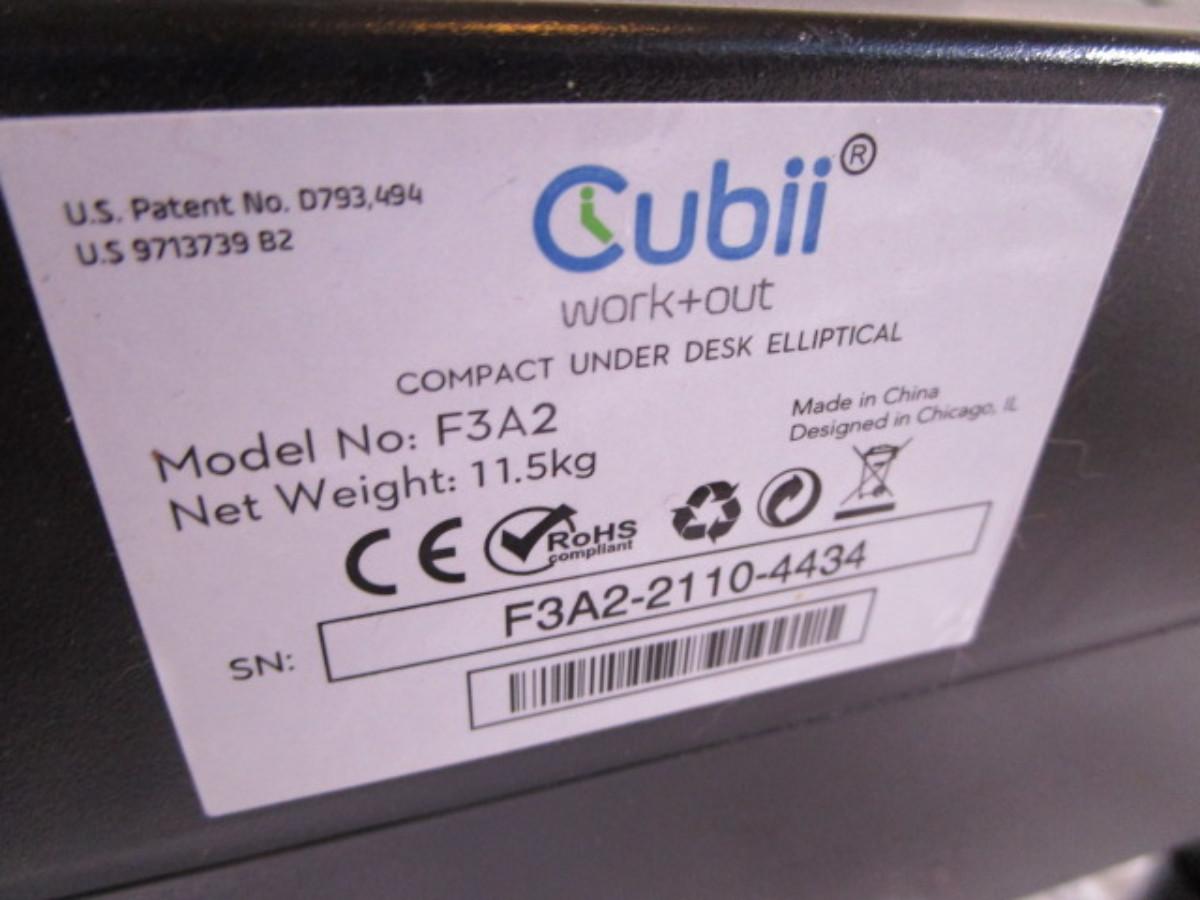 U.S. Patent No. D793,494
U.S 9713739 B2
Cubii®
work+out
COMPACT UNDER DESK ELLIPTICAL
Model No: F3A2
Net Weight: 11.5kg
Made in China
Designed in Chicago, IL
CE RoHS
compliant
SN: F3A2-2110-4434